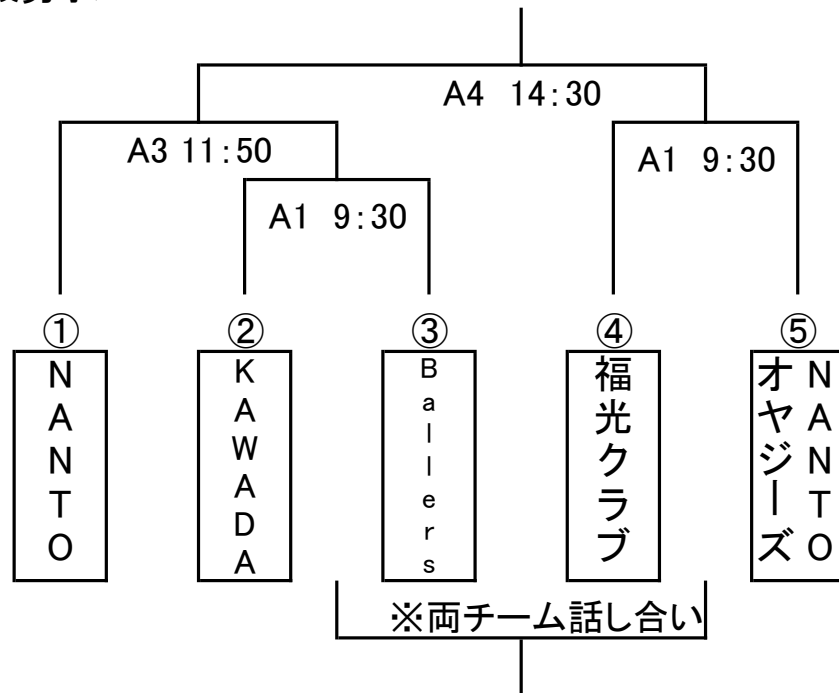 A4 14:30
A3 11:50
A1 9:30
A1 9:30
①
②
③
④
⑤
NANTO
KAWADA
Ballers
福光クラブ
NANTO
オヤジーズ
※両チーム話し合い